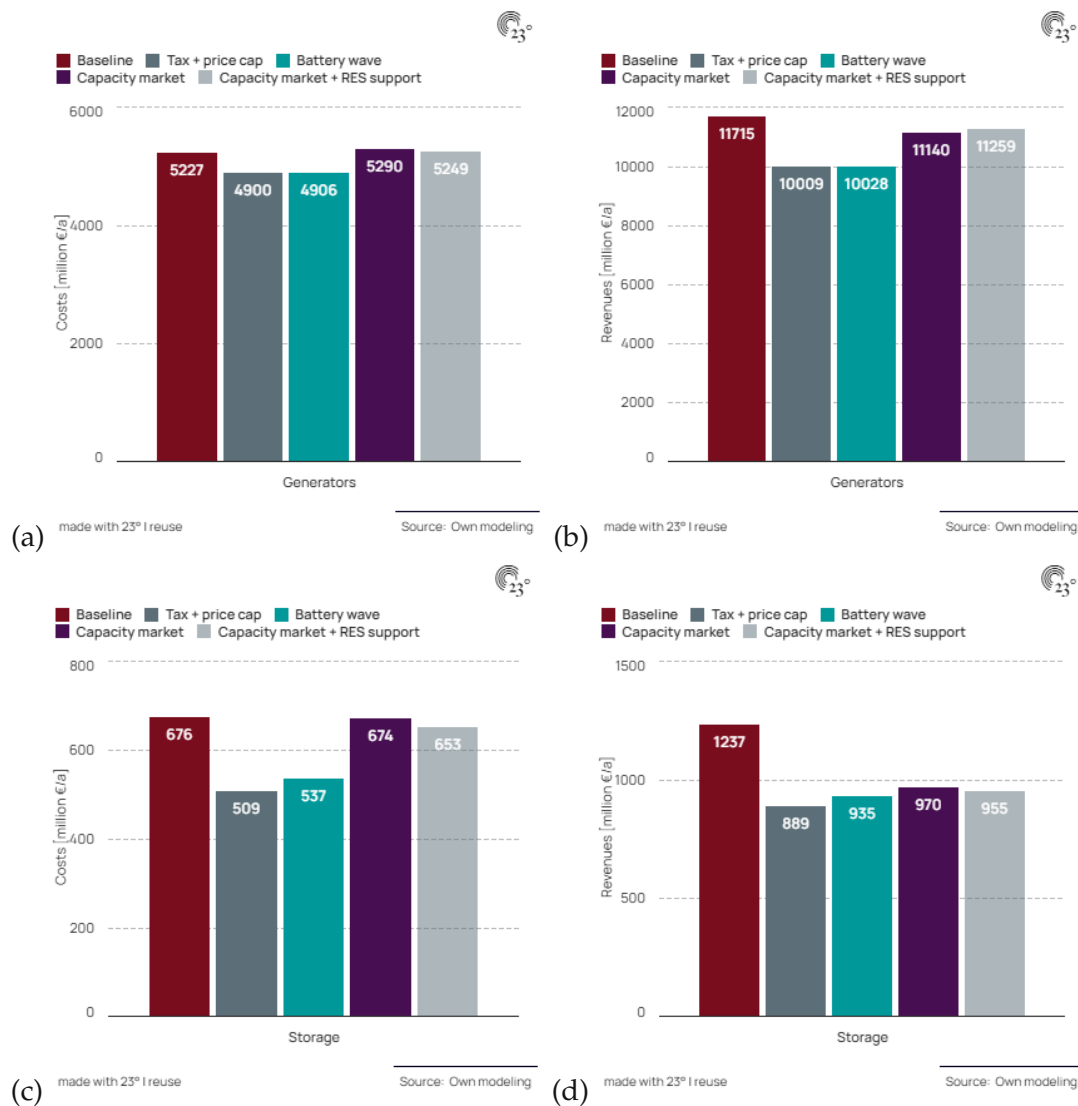 23°
Baseline Tax + price cap Battery wave
Capacity market Capacity market + RES support
6000
4000
2000
0
Costs [million €/a]
5227
4900
4906
5290
5249
Generators
made with 23° I reuse
Source: Own modeling
(a)
23°
Baseline Tax + price cap Battery wave
Capacity market Capacity market + RES support
12000
10000
8000
6000
4000
2000
0
Revenues [million €/a]
11715
10009
10028
11140
11259
Generators
made with 23° I reuse
Source: Own modeling
(b)
23°
Baseline Tax + price cap Battery wave
Capacity market Capacity market + RES support
800
600
400
200
0
Costs [million €/a]
676
509
537
674
653
Storage
made with 23° I reuse
Source: Own modeling
(c)
23°
Baseline Tax + price cap Battery wave
Capacity market Capacity market + RES support
1500
1000
500
0
Revenues [million €/a]
1237
889
935
970
955
Storage
made with 23° I reuse
Source: Own modeling
(d)